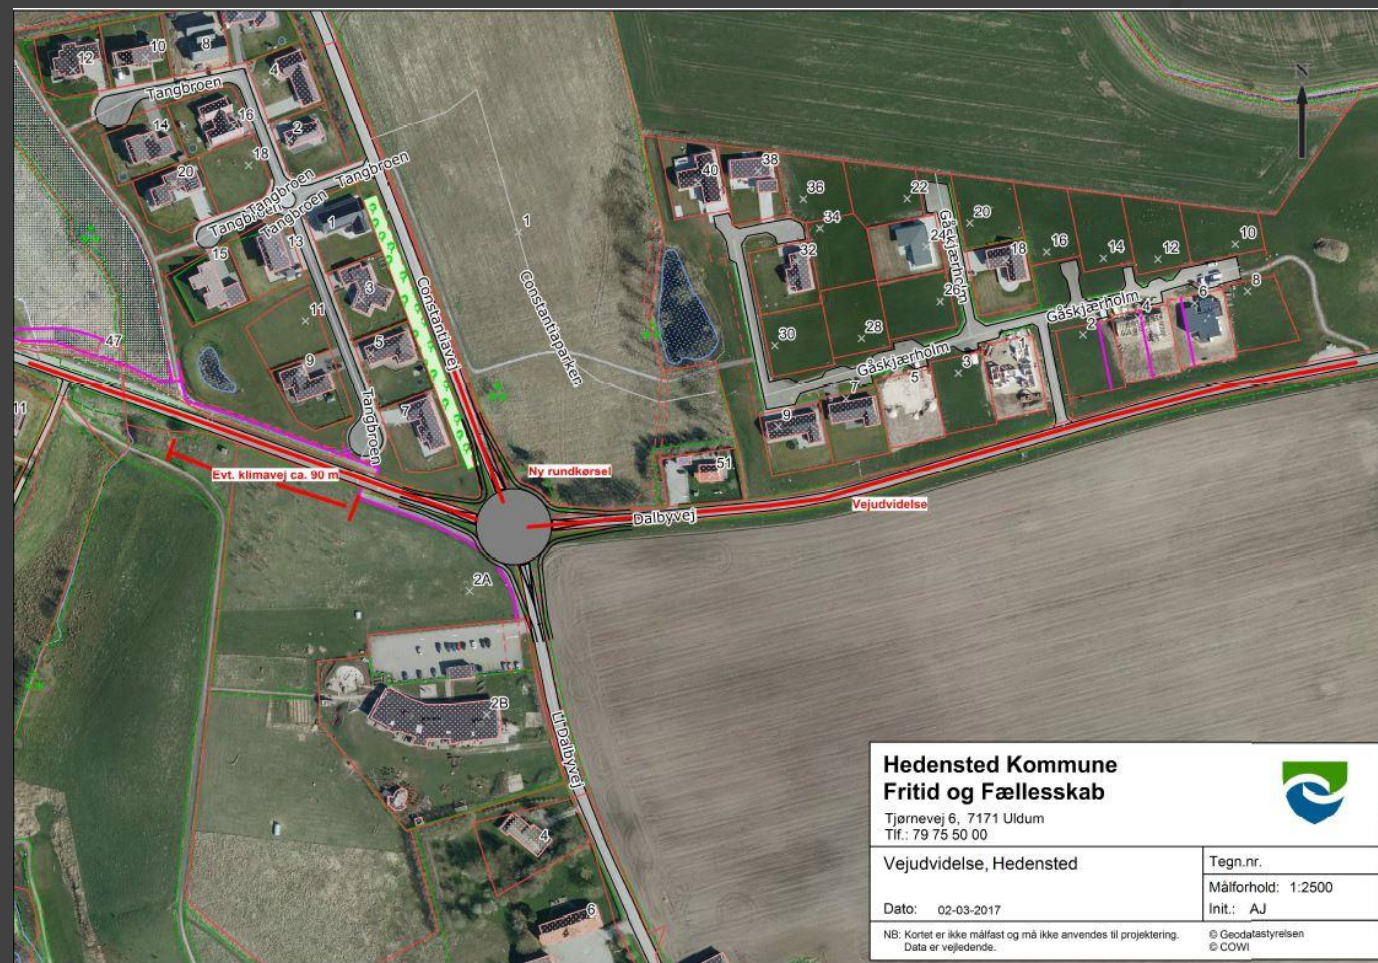 12
10
8
4
Tangbroen
14
16
2
18
20
Tangbroen
Tangbroen
Tangbroen
Tangbroen
1
15
13
3
11
5
9
7
Tangbroen
47
11
Constantiavej
1
Constantiaparken
N
40
38
36
34
32
30
28
22
20
24
26
18
16
14
12
10
8
6
4
2
Gåskjærholm
Gåskjærholm
Gåskjærholm
1
3
5
7
9
51
Evt. klimavej ca. 90 m
Ny rundkørsel
Dalbyvej
Vejudvidelse
2A
2B
Ll Dalbyvej
4
6
Hedensted Kommune
Fritid og Fællesskab
Tjørnevej 6, 7171 Uldum
Tlf.: 79 75 50 00
Vejudvidelse, Hedensted
Tegn.nr.
Målforhold: 1:2500
Dato: 02-03-2017
Init.: AJ
NB: Kortet er ikke målfast og må ikke anvendes til projektering.
Data er vejledende.
© Geodatastyrelsen
© COWI